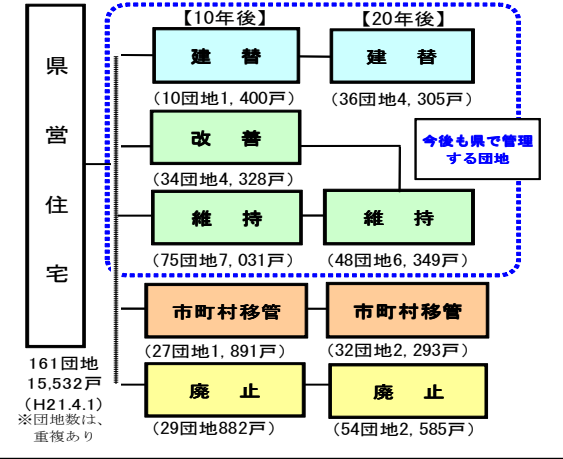 【10年後】
【20年後】
県営住宅
建 替
建 替
(10団地1,400戸)
(36団地4,305戸)
改 善
今後も県で管理
する団地
(34団地4,328戸)
維 持
維 持
(75団地7,031戸)
(48団地6,349戸)
市町村移管
市町村移管
(27団地1,891戸)
(32団地2,293戸)
161団地
15,532戸
(H21.4.1)
※団地数は、
重複あり
廃 止
廃 止
(29団地882戸)
(54団地2,585戸)